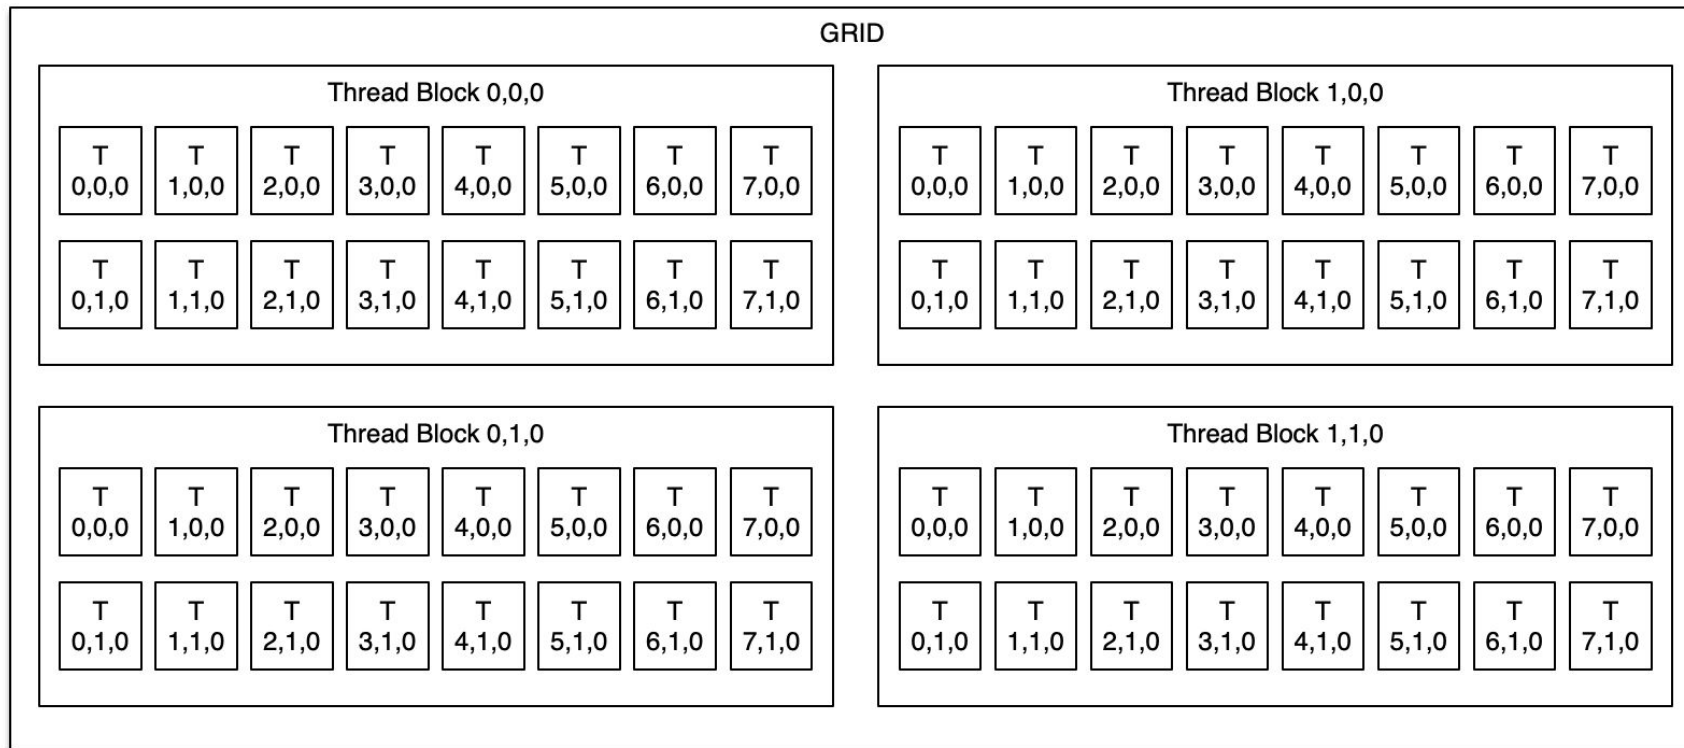 GRID
Thread Block 0,0,0
T T T T T T T T
0,0,0 1,0,0 2,0,0 3,0,0 4,0,0 5,0,0 6,0,0 7,0,0
T T T T T T T T
0,1,0 1,1,0 2,1,0 3,1,0 4,1,0 5,1,0 6,1,0 7,1,0
Thread Block 1,0,0
T T T T T T T T
0,0,0 1,0,0 2,0,0 3,0,0 4,0,0 5,0,0 6,0,0 7,0,0
T T T T T T T T
0,1,0 1,1,0 2,1,0 3,1,0 4,1,0 5,1,0 6,1,0 7,1,0
Thread Block 0,1,0
T T T T T T T T
0,0,0 1,0,0 2,0,0 3,0,0 4,0,0 5,0,0 6,0,0 7,0,0
T T T T T T T T
0,1,0 1,1,0 2,1,0 3,1,0 4,1,0 5,1,0 6,1,0 7,1,0
Thread Block 1,1,0
T T T T T T T T
0,0,0 1,0,0 2,0,0 3,0,0 4,0,0 5,0,0 6,0,0 7,0,0
T T T T T T T T
0,1,0 1,1,0 2,1,0 3,1,0 4,1,0 5,1,0 6,1,0 7,1,0